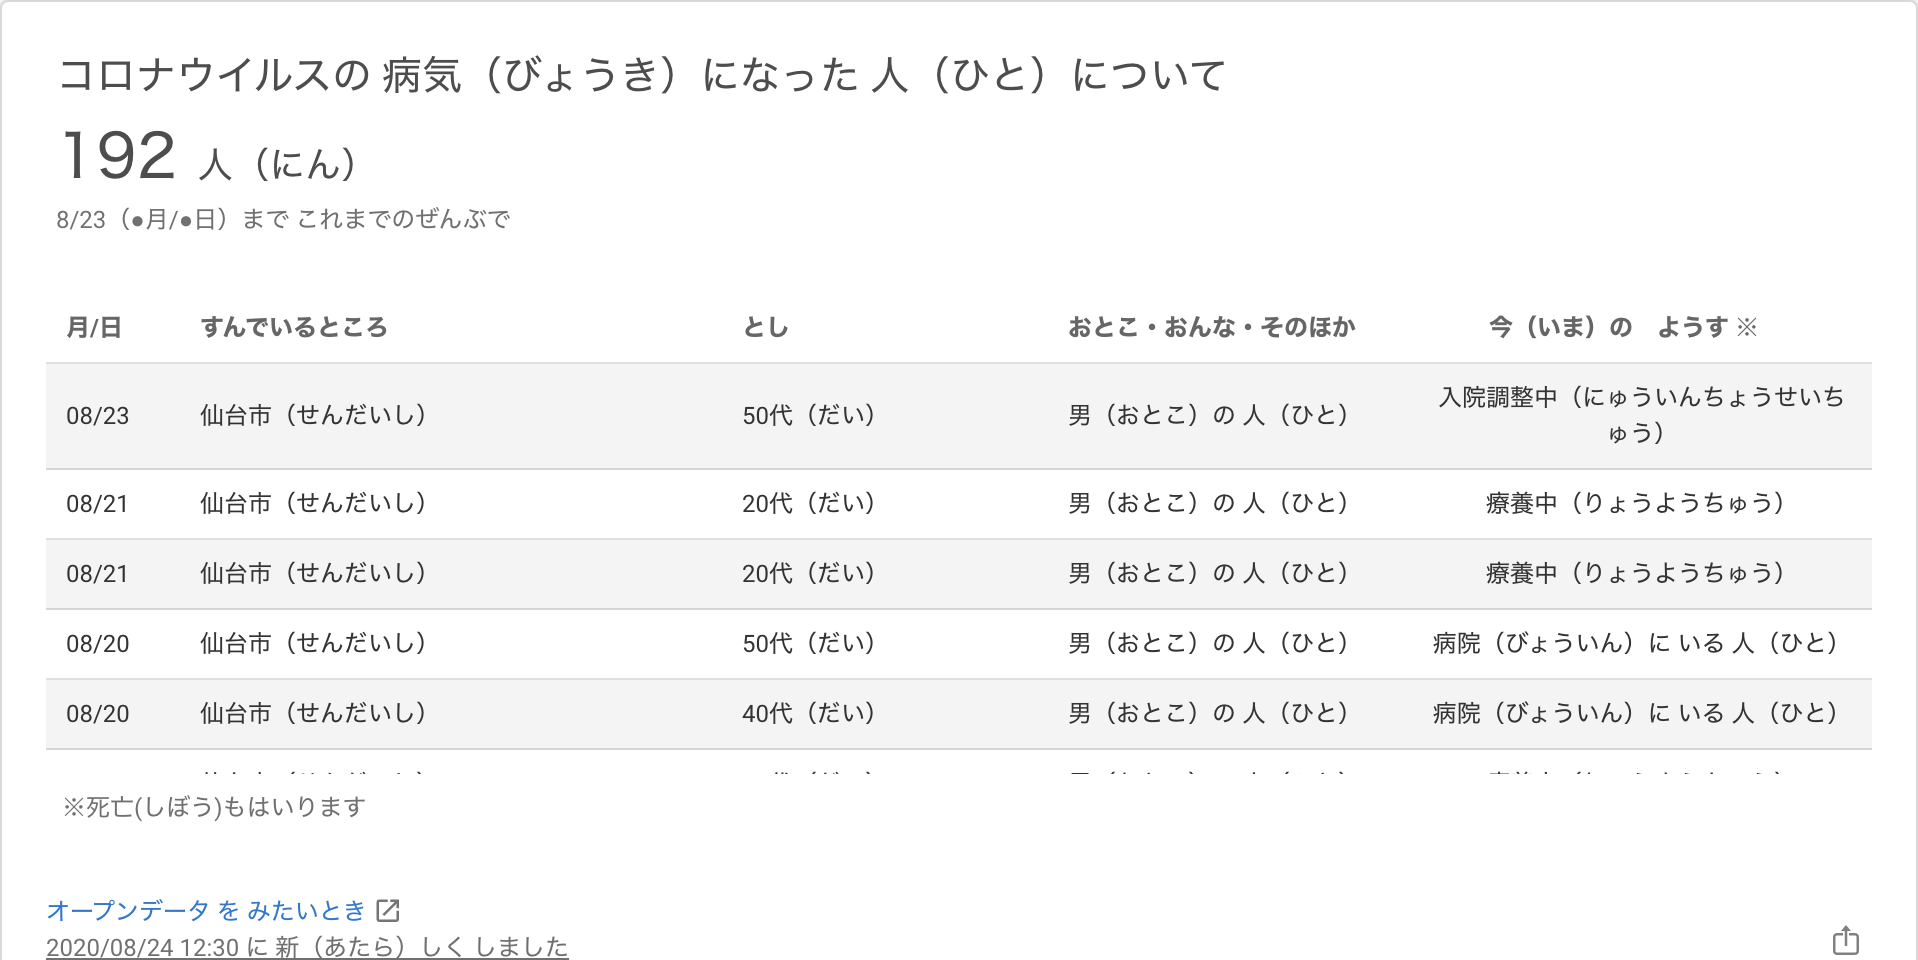 コロナウイルスの 病気（びょうき）になった 人（ひと）について
192 人（にん）
8/23（●月/●日）まで これまでのぜんぶで
月/日 すんでいるところ とし おとこ・おんな・そのほか 今（いま）の　ようす ※
08/23 仙台市（せんだいし） 50代（だい） 男（おとこ）の 人（ひと） 入院調整中（にゅういんちょうせいち
ゅう）
08/21 仙台市（せんだいし） 20代（だい） 男（おとこ）の 人（ひと） 療養中（りょうようちゅう）
08/21 仙台市（せんだいし） 20代（だい） 男（おとこ）の 人（ひと） 療養中（りょうようちゅう）
08/20 仙台市（せんだいし） 50代（だい） 男（おとこ）の 人（ひと） 病院（びょういん）に いる 人（ひと）
08/20 仙台市（せんだいし） 40代（だい） 男（おとこ）の 人（ひと） 病院（びょういん）に いる 人（ひと）
※死亡(しぼう)もはいります
オープンデータ を みたいとき
2020/08/24 12:30 に 新（あたら）しく しました